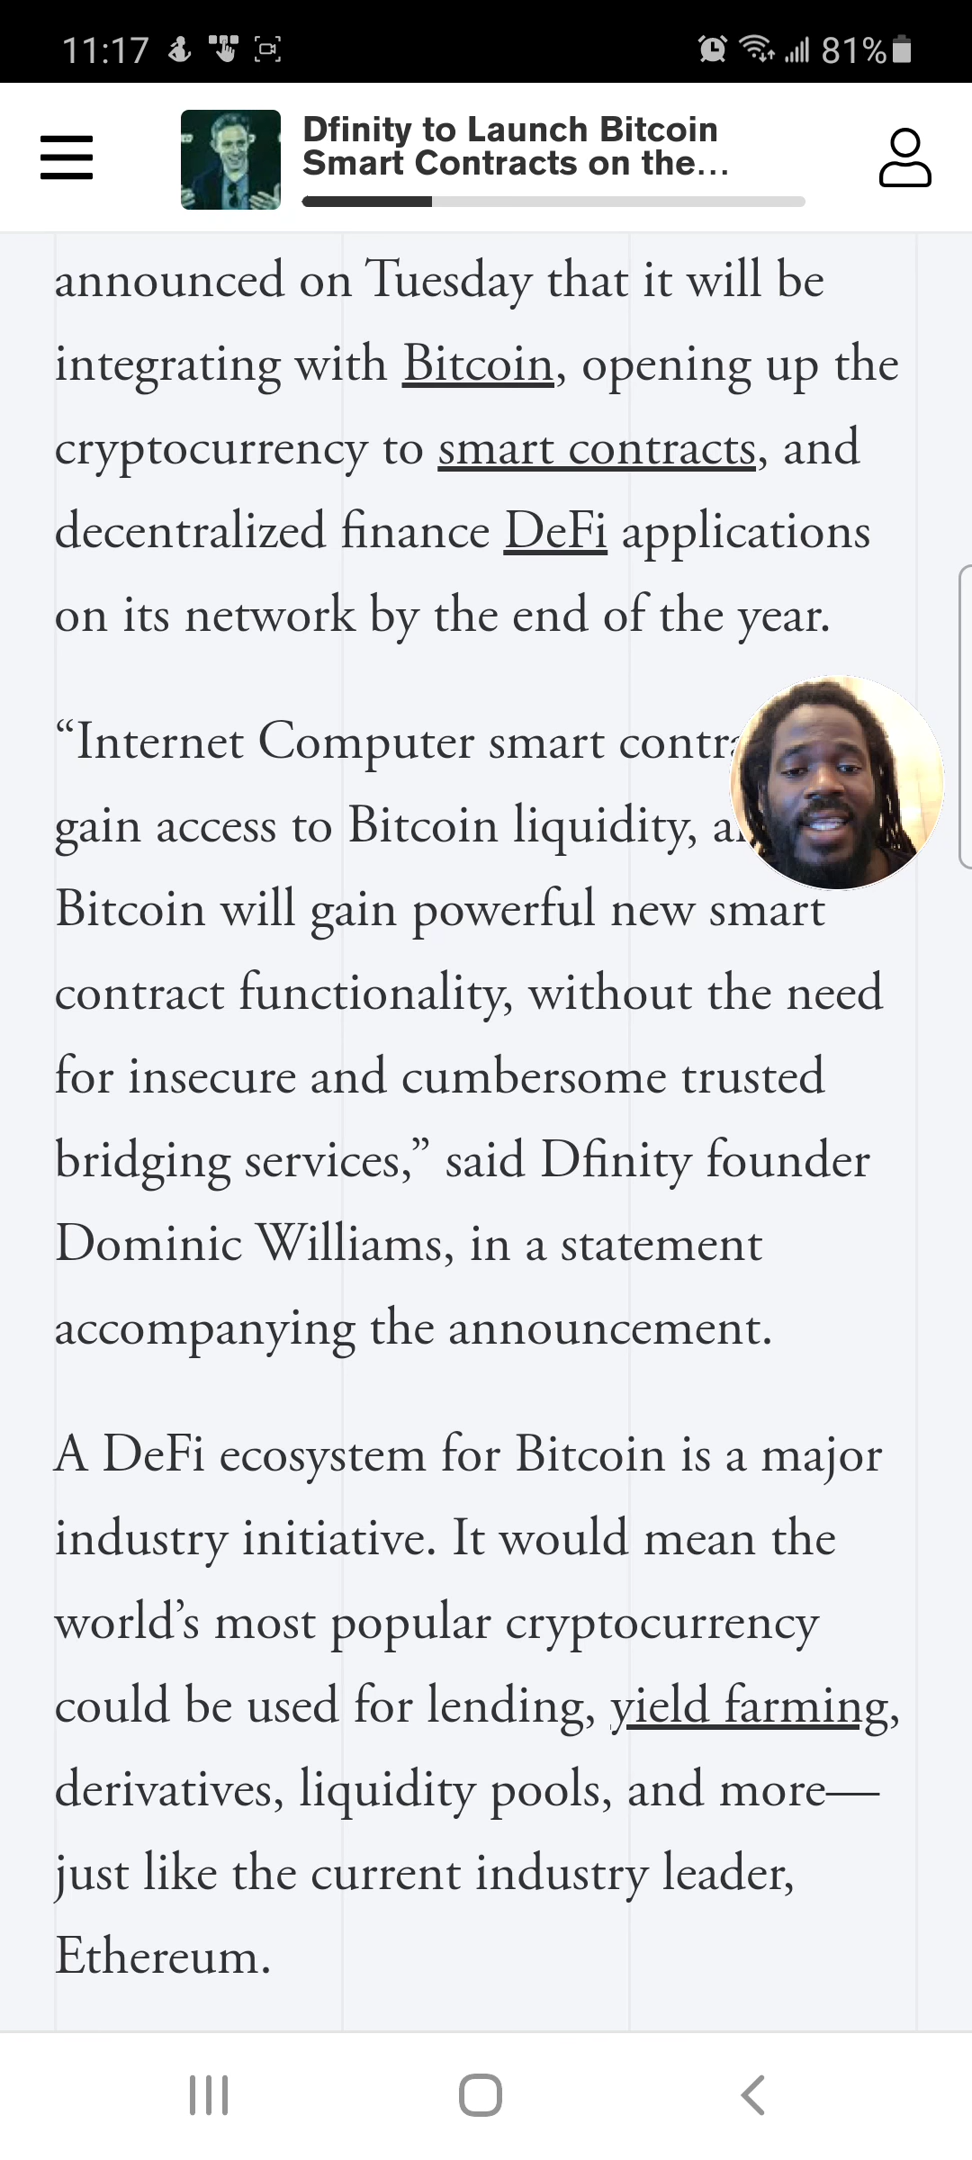 11:17
81%
Dfinity to Launch Bitcoin
Smart Contracts on the...
announced on Tuesday that it will be
integrating with Bitcoin, opening up the
cryptocurrency to smart contracts, and
decentralized finance DeFi applications
on its network by the end of the year.
“Internet Computer smart
gain access to Bitcoin liquidity,
Bitcoin will gain powerful new smart
contract functionality, without the need
for insecure and cumbersome trusted
bridging services,” said Dfinity founder
Dominic Williams, in a statement
accompanying the announcement.
A DeFi ecosystem for Bitcoin is a major
industry initiative. It would mean the
world’s most popular cryptocurrency
could be used for lending, yield farming,
derivatives, liquidity pools, and more—
just like the current industry leader,
Ethereum.